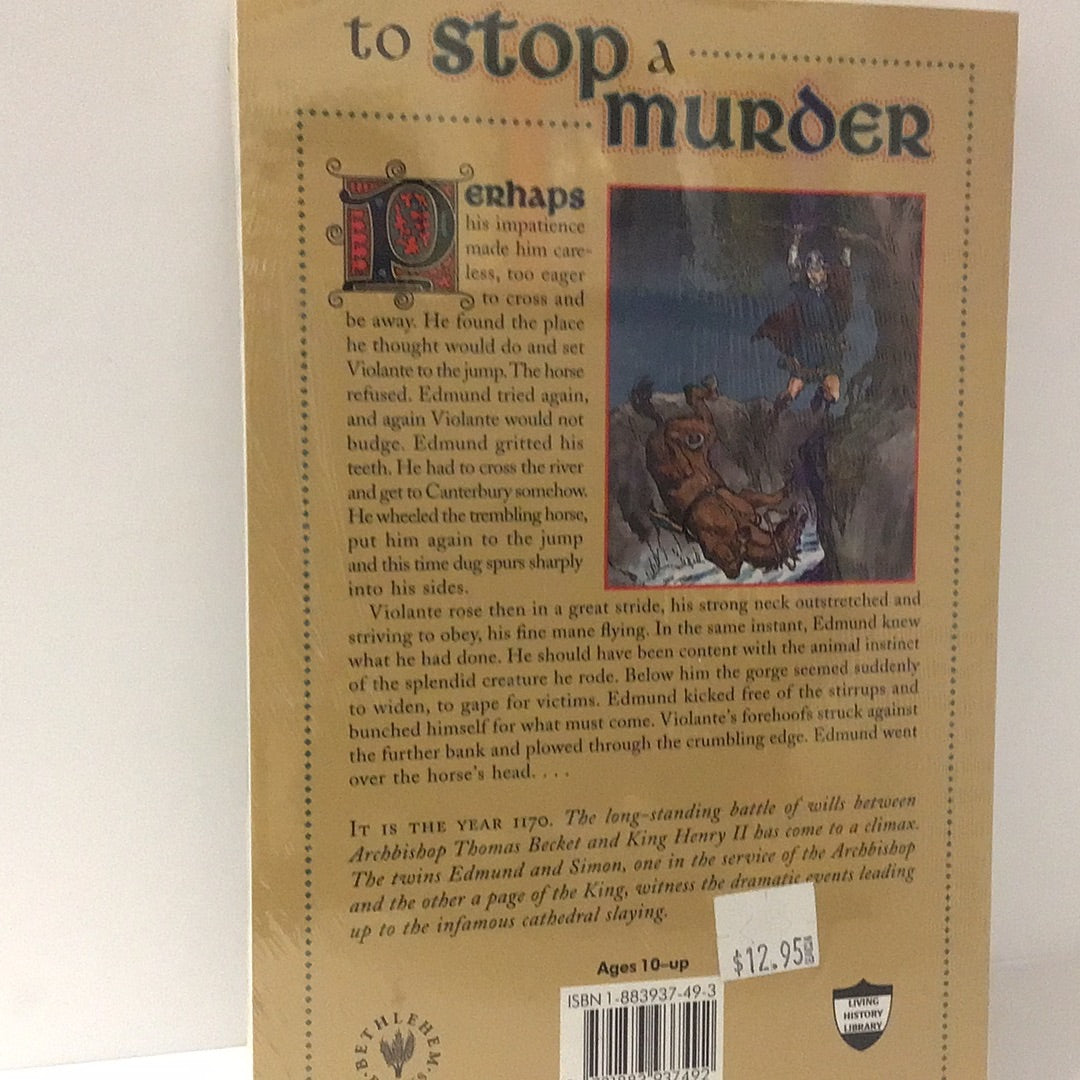 to stop a
murder
Perhaps
his impatience
made him care-
less, too eager
to cross and
be away. He found the place
he thought would do and set
Violante to the jump. The horse
refused. Edmund tried again,
and again Violante would not
budge. Edmund gritted his
teeth. He had to cross the river
and get to Canterbury somehow.
He wheeled the trembling horse,
put him again to the jump
and this time dug spurs sharply
into his sides.
Violante rose then in a great stride, his strong neck outstretched and
striving to obey, his fine mane flying. In the same instant, Edmund knew
what he had done. He should have been content with the animal instinct
of the splendid creature he rode. Below him the gorge seemed suddenly
to widen, to gape for victims. Edmund kicked free of the stirrups and
bunched himself for what must come. Violante's forehoofs struck against
the further bank and plowed through the crumbling edge. Edmund went
over the horse's head. . . .
IT IS THE YEAR 1170. The long-standing battle of wills between
Archbishop Thomas Becket and King Henry II has come to a climax.
The twins Edmund and Simon, one in the service of the Archbishop
and the other a page of the King, witness the dramatic events leading
up to the infamous cathedral slaying.
$12.95
Ages 10-up
ISBN 1-883937-49-3
BETHLEHEM
LIVING
HISTORY
LIBRARY
937492